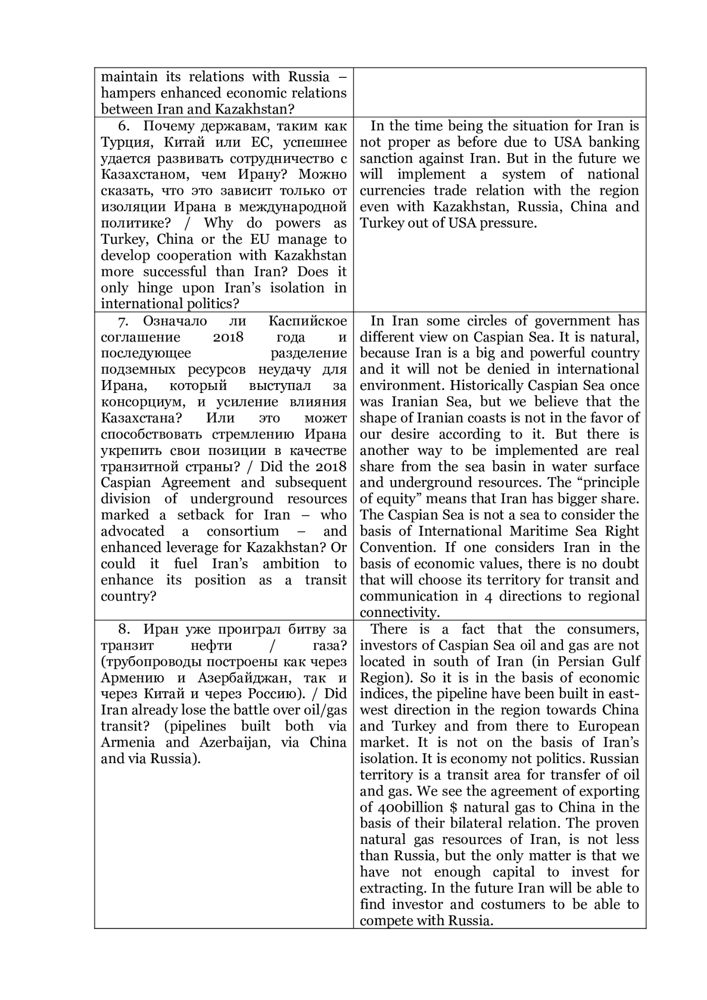 maintain its relations with Russia –
hampers enhanced economic relations
between Iran and Kazakhstan?
6. Почему державам, таким как
Турция, Китай или ЕС, успешнее
удается развивать сотрудничество с
Казахстаном, чем Ирану? Можно
сказать, что это зависит только от
изоляции Ирана в международной
политике? / Why do powers as
Turkey, China or the EU manage to
develop cooperation with Kazakhstan
more successful than Iran? Does it
only hinge upon Iran’s isolation in
international politics?
In the time being the situation for Iran is
not proper as before due to USA banking
sanction against Iran. But in the future we
will implement a system of national
currencies trade relation with the region
even with Kazakhstan, Russia, China and
Turkey out of USA pressure.
7. Означало ли Каспийское
соглашение 2018 года и
последующее разделение
подземных ресурсов неудачу для
Ирана, который выступал за
консорциум, и усиление влияния
Казахстана? Или это может
способствовать стремлению Ирана
укрепить свои позиции в качестве
транзитной страны? / Did the 2018
Caspian Agreement and subsequent
division of underground resources
marked a setback for Iran – who
advocated a consortium – and
enhanced leverage for Kazakhstan? Or
could it fuel Iran’s ambition to
enhance its position as a transit
country?
In Iran some circles of government has
different view on Caspian Sea. It is natural,
because Iran is a big and powerful country
and it will not be denied in international
environment. Historically Caspian Sea once
was Iranian Sea, but we believe that the
shape of Iranian coasts is not in the favor of
our desire according to it. But there is
another way to be implemented are real
share from the sea basin in water surface
and underground resources. The “principle
of equity” means that Iran has bigger share.
The Caspian Sea is not a sea to consider the
basis of International Maritime Sea Right
Convention. If one considers Iran in the
basis of economic values, there is no doubt
that will choose its territory for transit and
communication in 4 directions to regional
connectivity.
8. Иран уже проиграл битву за
транзит нефти / газа?
(трубопроводы построены как через
Армению и Азербайджан, так и
через Китай и через Россию). / Did
Iran already lose the battle over oil/gas
transit? (pipelines built both via
Armenia and Azerbaijan, via China
and via Russia).
There is a fact that the consumers,
investors of Caspian Sea oil and gas are not
located in south of Iran (in Persian Gulf
Region). So it is in the basis of economic
indices, the pipeline have been built in east-
west direction in the region towards China
and Turkey and from there to European
market. It is not on the basis of Iran’s
isolation. It is economy not politics. Russian
territory is a transit area for transfer of oil
and gas. We see the agreement of exporting
of 400billion $ natural gas to China in the
basis of their bilateral relation. The proven
natural gas resources of Iran, is not less
than Russia, but the only matter is that we
have not enough capital to invest for
extracting. In the future Iran will be able to
find investor and costumers to be able to
compete with Russia.